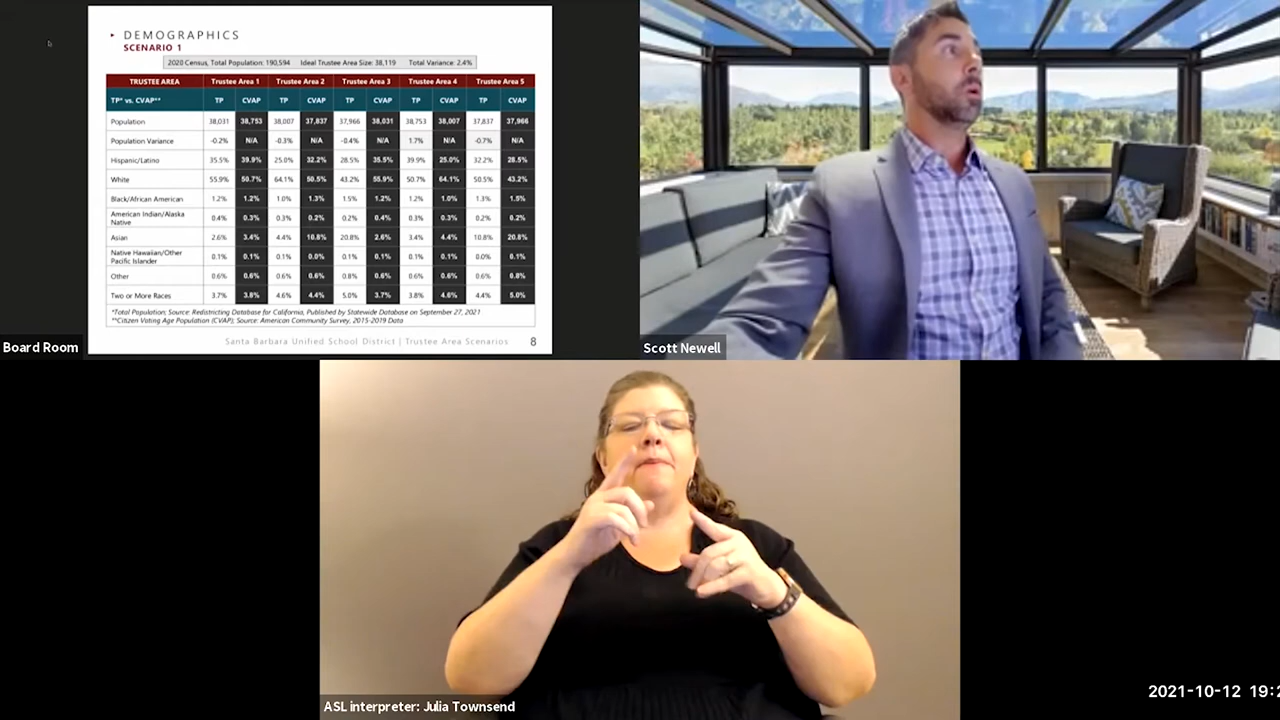 DEMOGRAPHICS
SCENARIO 1
2020 Census, Total Population: 190,594 Ideal Trustee Area Size: 38,119 Total Variance: 2.4%
TRUSTEE AREA Trustee Area 1 Trustee Area 2 Trustee Area 3 Trustee Area 4 Trustee Area 5
TP* vs. CVAP** TP CVAP TP CVAP TP CVAP TP CVAP TP CVAP
Population 38,031 38,753 38,007 37,837 37,966 38,031 38,753 38,007 37,837 37,966
Population Variance -0.2% N/A -0.3% N/A -0.4% N/A 1.7% N/A -0.7% N/A
Hispanic/Latino 35.5% 39.9% 25.0% 32.2% 28.5% 35.5% 39.9% 25.0% 32.2% 28.5%
White 55.9% 50.7% 64.1% 50.5% 43.2% 55.9% 50.7% 64.1% 50.5% 43.2%
Black/African American 1.2% 1.2% 1.0% 1.3% 1.5% 1.2% 1.2% 1.0% 1.3% 1.5%
American Indian/Alaska
Native 0.4% 0.3% 0.3% 0.2% 0.2% 0.4% 0.3% 0.3% 0.2% 0.2%
Asian 2.6% 3.4% 4.4% 10.8% 20.8% 2.6% 3.4% 4.4% 10.8% 20.8%
Native Hawaiian/Other
Pacific Islander 0.1% 0.1% 0.1% 0.0% 0.1% 0.1% 0.1% 0.1% 0.0% 0.1%
Other 0.6% 0.6% 0.6% 0.6% 0.8% 0.6% 0.6% 0.6% 0.6% 0.8%
Two or More Races 3.7% 3.8% 4.6% 4.4% 5.0% 3.7% 3.8% 4.6% 4.4% 5.0%
*Total Population; Source: Redistricting Database for California, Published by Statewide Database on September 27, 2021
**Citizen Voting Age Population (CVAP), Source: American Community Survey, 2015-2019 Data
Santa Barbara Unified School District | Trustee Area Scenarios 8
Board Room
Scott Newell
ASL interpreter: Julia Townsend
2021-10-12 19:2